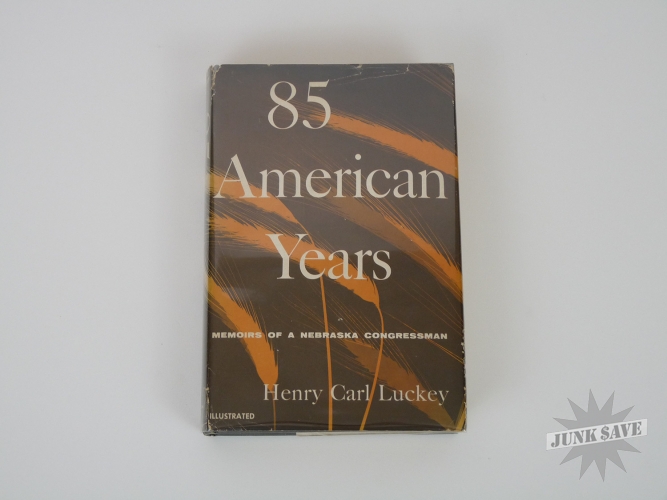 85
American
Years
MEMOIRS OF A NEBRASKA CONGRESSMAN
Henry Carl Luckey
ILLUSTRATED
JUNK SAVE